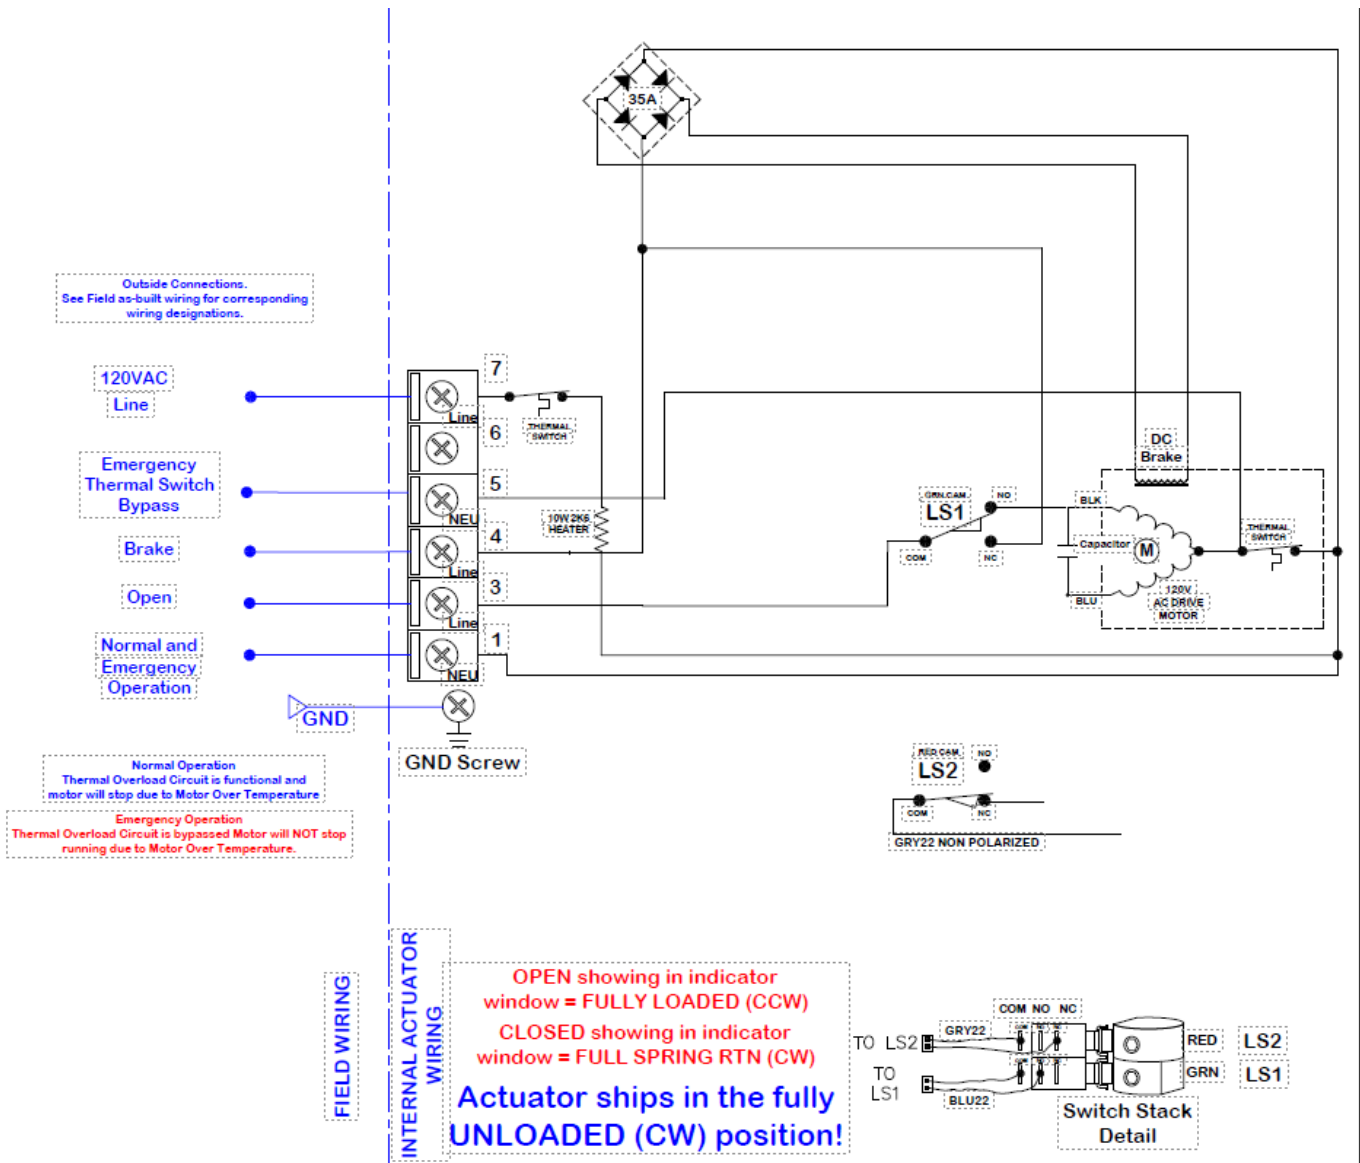 35A
Outside Connections.
See Field as-built wiring for corresponding
wiring designations.
120VAC
Line
Emergency
Thermal Switch
Bypass
Brake
Open
Normal and
Emergency
Operation
GND
7
Line
6
5
NEU
4
Line
3
Line
1
NEU
GND Screw
THERMAL
SWITCH
10W 2K5
HEATER
DC
Brake
GRN.CAM.
LS1
NO
COM
NC
BLK
Capacitor
M
BLU
120V
AC DRIVE
MOTOR
THERMAL
SWITCH
Normal Operation
Thermal Overload Circuit is functional and
motor will stop due to Motor Over Temperature
Emergency Operation
Thermal Overload Circuit is bypassed Motor will NOT stop
running due to Motor Over Temperature.
RED CAM.
LS2
NO
COM
NC
GRY22 NON POLARIZED
FIELD WIRING
INTERNAL ACTUATOR
WIRING
OPEN showing in indicator
window = FULLY LOADED (CCW)
CLOSED showing in indicator
window = FULL SPRING RTN (CW)
Actuator ships in the fully
UNLOADED (CW) position!
COM NO NC
COM NO NC
TO LS2
GRY22
RED
LS2
COM NO NC
TO
LS1
BLU22
GRN
LS1
Switch Stack
Detail